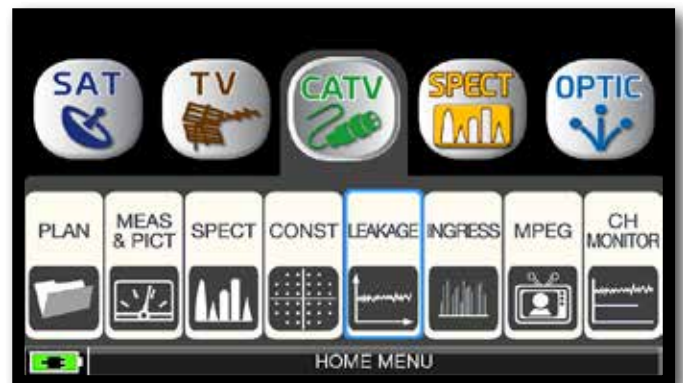 SAT TV CATV SPECT OPTIC
PLAN MEAS & PICT SPECT CONST LEAKAGE INGRESS MPEG CH MONITOR
HOME MENU